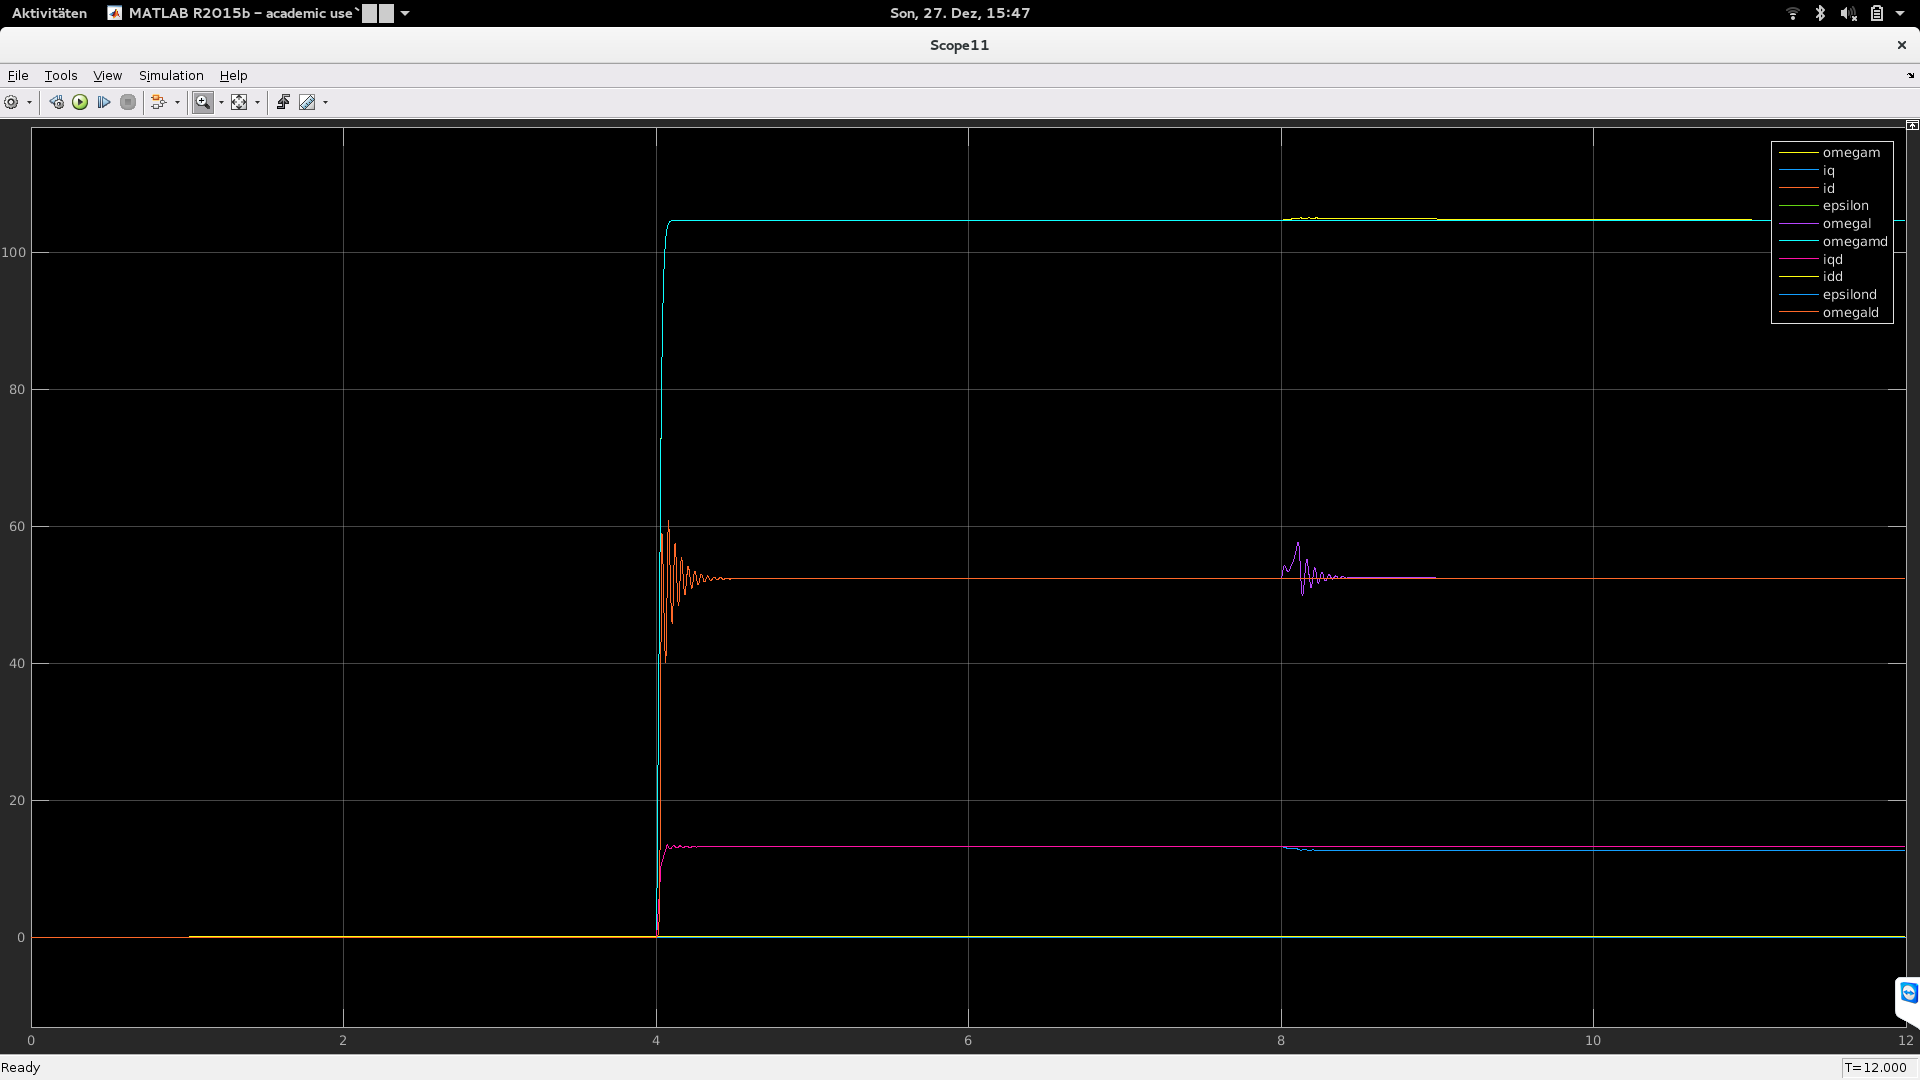 Aktivitäten MATLAB R2015b – academic use` Son, 27. Dez, 15:47
Scope11
File Tools View Simulation Help
omegam
iq
id
epsilon
omegal
omegamd
iqd
idd
epsilond
omegald
100
80
60
40
20
0
0 2 4 6 8 10 12
Ready T=12.000